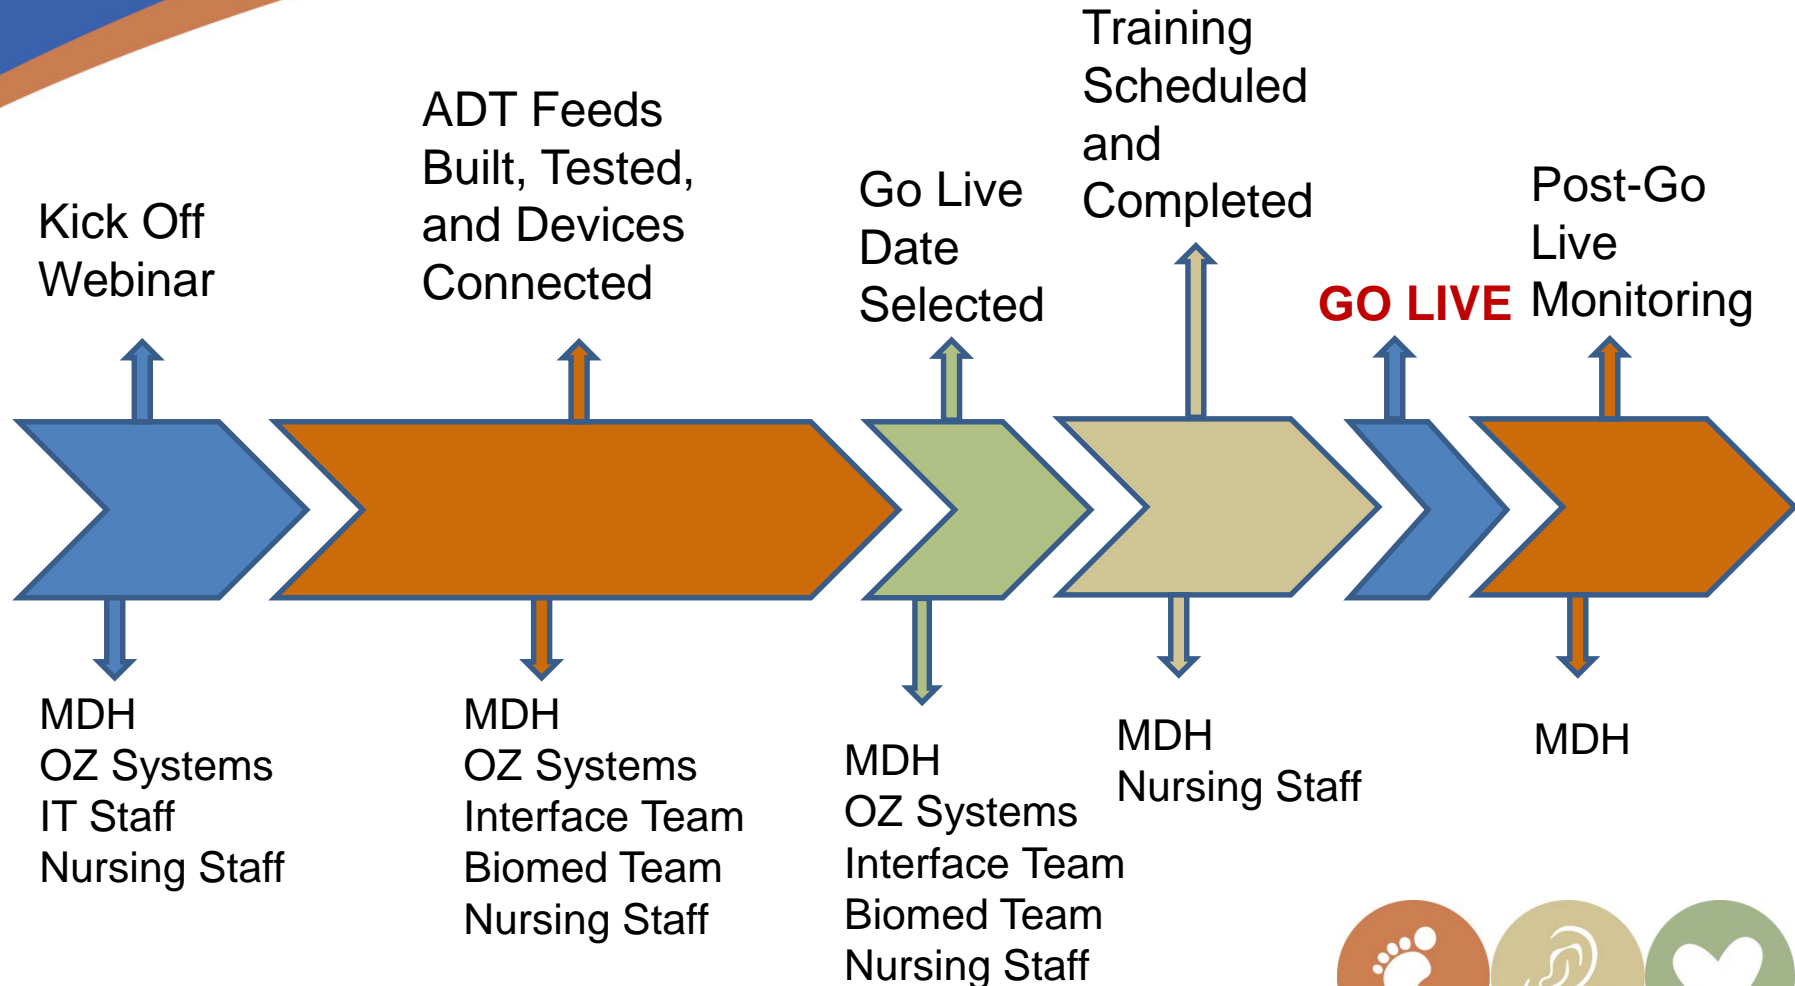 Kick Off
Webinar
ADT Feeds
Built, Tested,
and Devices
Connected
Go Live
Date
Selected
Training
Scheduled
and
Completed
GO LIVE
Post-Go
Live
Monitoring
MDH
OZ Systems
IT Staff
Nursing Staff
MDH
OZ Systems
Interface Team
Biomed Team
Nursing Staff
MDH
OZ Systems
Interface Team
Biomed Team
Nursing Staff
MDH
Nursing Staff
MDH